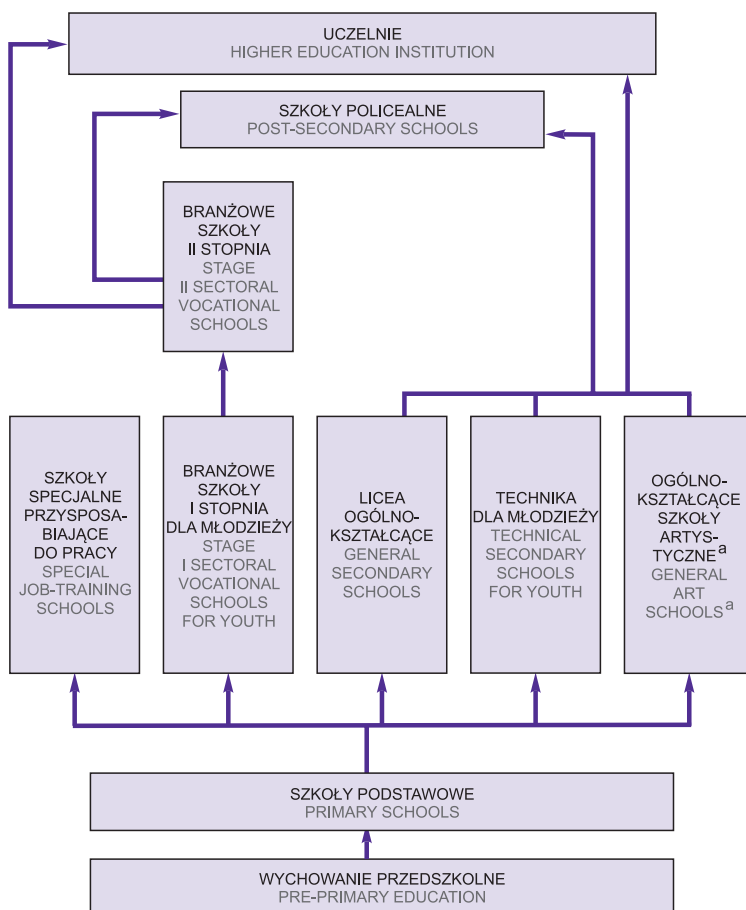 UCZELNIE
HIGHER EDUCATION INSTITUTION
SZKOŁY POLICEALNE
POST-SECONDARY SCHOOLS
BRANŻOWE
SZKOŁY
II STOPNIA
STAGE
II SECTORAL
VOCATIONAL
SCHOOLS
SZKOŁY
SPECJALNE
PRZYSPOSA-
BIAJĄCE
DO PRACY
SPECIAL
JOB-TRAINING
SCHOOLS
BRANŻOWE
SZKOŁY
I STOPNIA
DLA MŁODZIEŻY
STAGE
I SECTORAL
VOCATIONAL
SCHOOLS
FOR YOUTH
LICEA
OGÓLNO-
KSZTAŁCĄCE
GENERAL
SECONDARY
SCHOOLS
TECHNIKA
DLA MŁODZIEŻY
TECHNICAL
SECONDARY
SCHOOLS
FOR YOUTH
OGÓLNO-
KSZTAŁCĄCE
SZKOŁY
ARTYS-
TYCZNE a
GENERAL
ART
SCHOOLS a
SZKOŁY PODSTAWOWE
PRIMARY SCHOOLS
WYCHOWANIE PRZEDSZKOLNE
PRE-PRIMARY EDUCATION